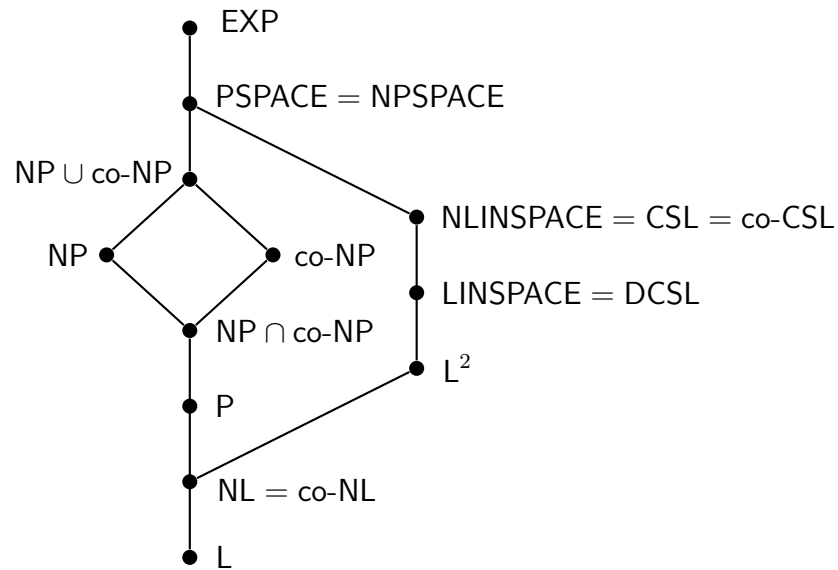 EXP
PSPACE = NPSPACE
NP ∪ co-NP
NLINSPACE = CSL = co-CSL
NP
co-NP
LINSPACE = DCSL
NP ∩ co-NP
L²
P
NL = co-NL
L